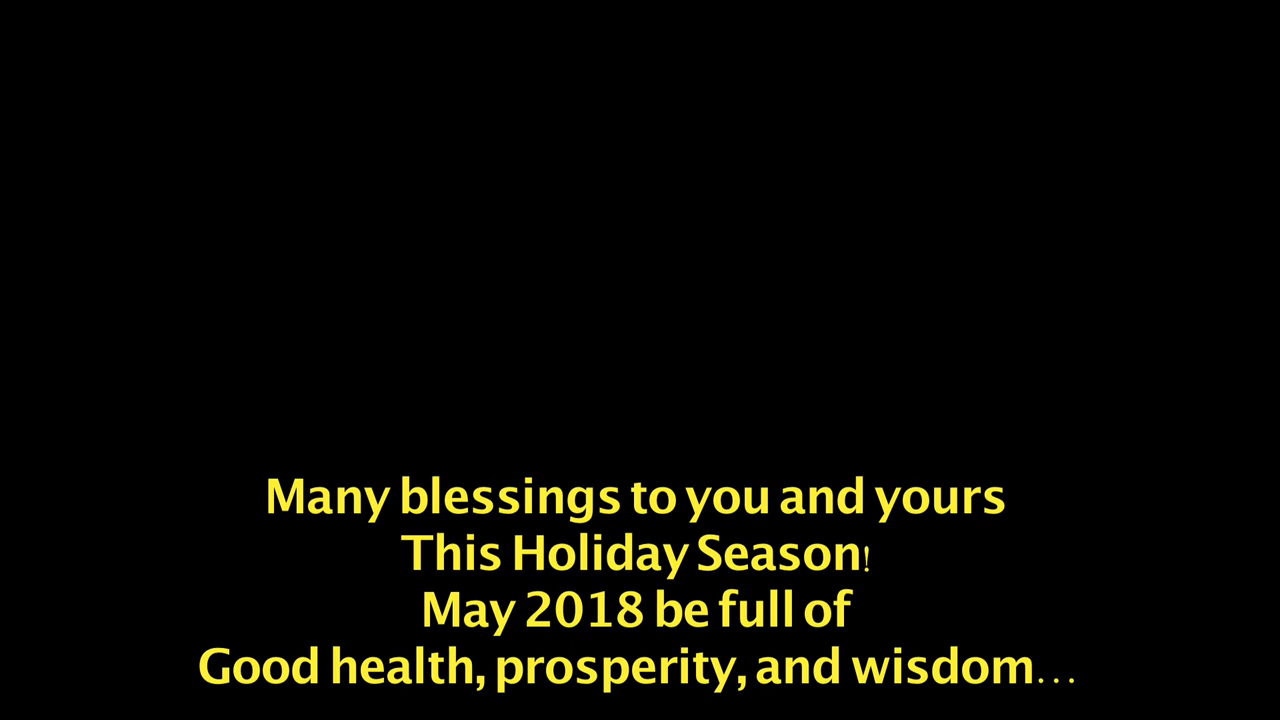 Many blessings to you and yours
This Holiday Season!
May 2018 be full of
Good health, prosperity, and wisdom...